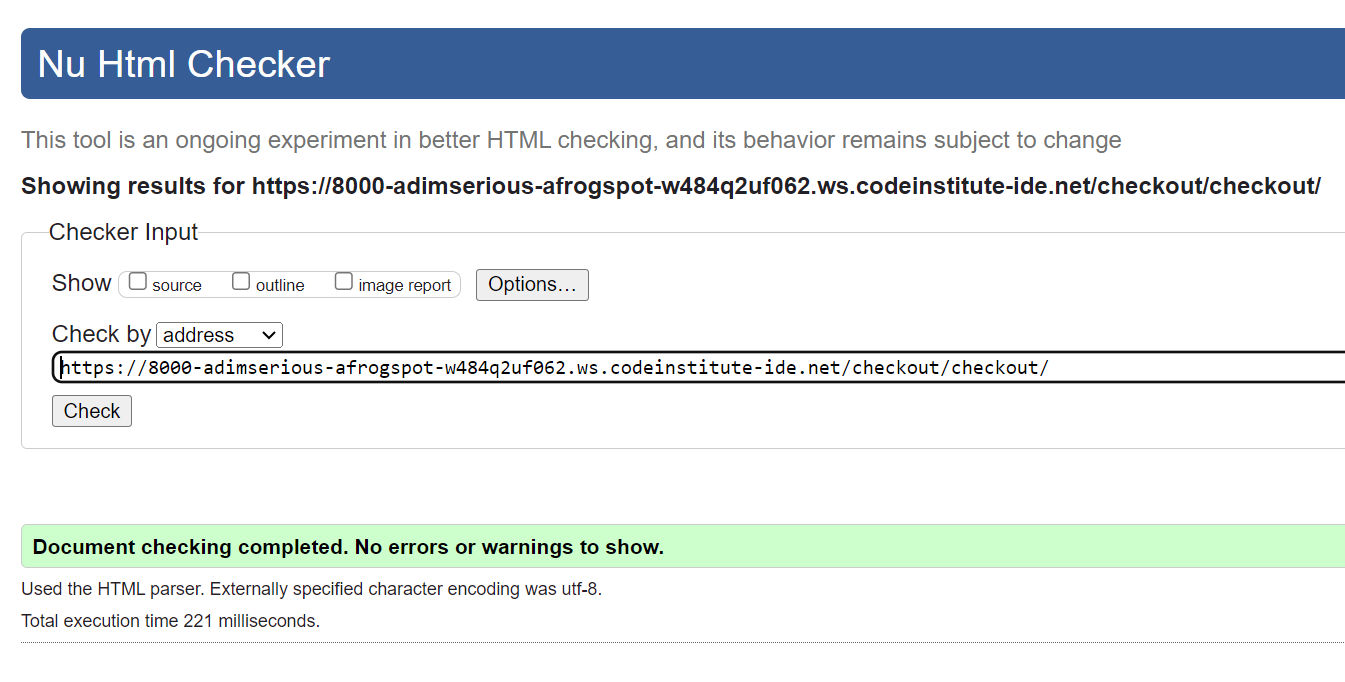 Nu Html Checker
This tool is an ongoing experiment in better HTML checking, and its behavior remains subject to change
Showing results for https://8000-adimserious-afrogspot-w484q2uf062.ws.codeinstitute-ide.net/checkout/checkout/
Checker Input
Show source outline image report Options...
Check by address
https://8000-adimserious-afrogspot-w484q2uf062.ws.codeinstitute-ide.net/checkout/checkout/
Check
Document checking completed. No errors or warnings to show.
Used the HTML parser. Externally specified character encoding was utf-8.
Total execution time 221 milliseconds.